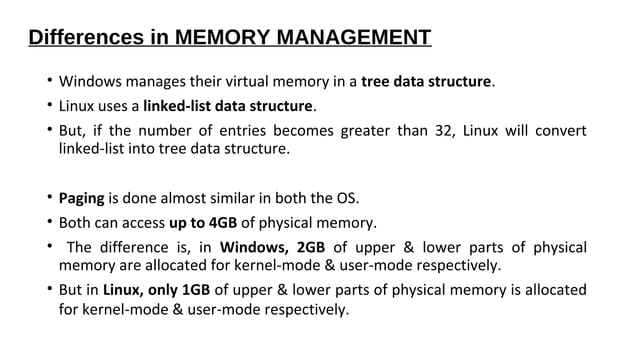 Differences in MEMORY MANAGEMENT
• Windows manages their virtual memory in a tree data structure.
• Linux uses a linked-list data structure.
• But, if the number of entries becomes greater than 32, Linux will convert
linked-list into tree data structure.
• Paging is done almost similar in both the OS.
• Both can access up to 4GB of physical memory.
• The difference is, in Windows, 2GB of upper & lower parts of physical
memory are allocated for kernel-mode & user-mode respectively.
• But in Linux, only 1GB of upper & lower parts of physical memory is allocated
for kernel-mode & user-mode respectively.